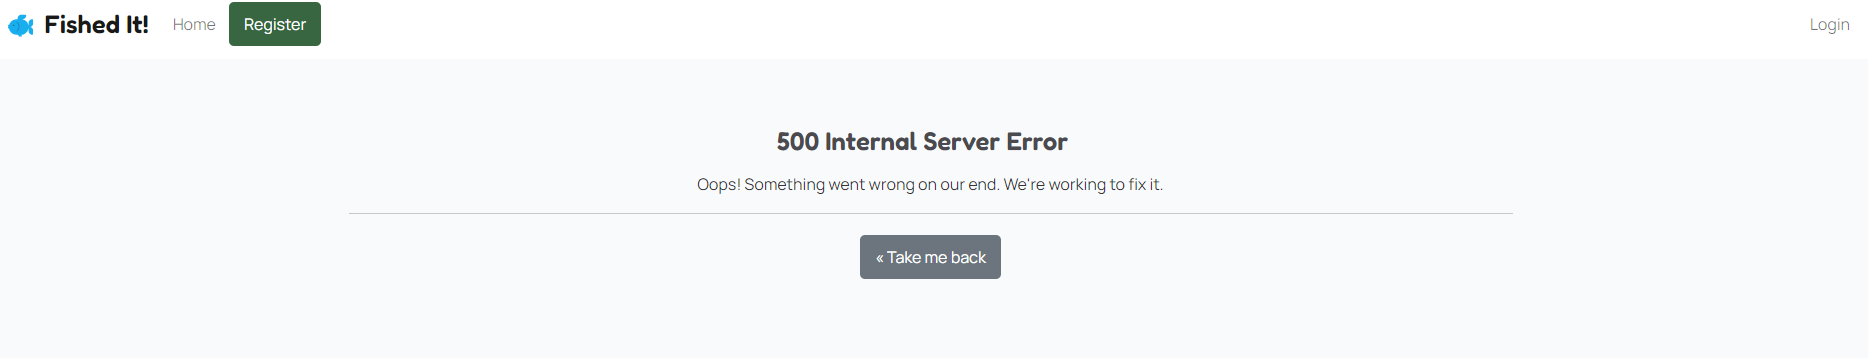 Fished It! Home Register Login
500 Internal Server Error
Oops! Something went wrong on our end. We're working to fix it.
« Take me back